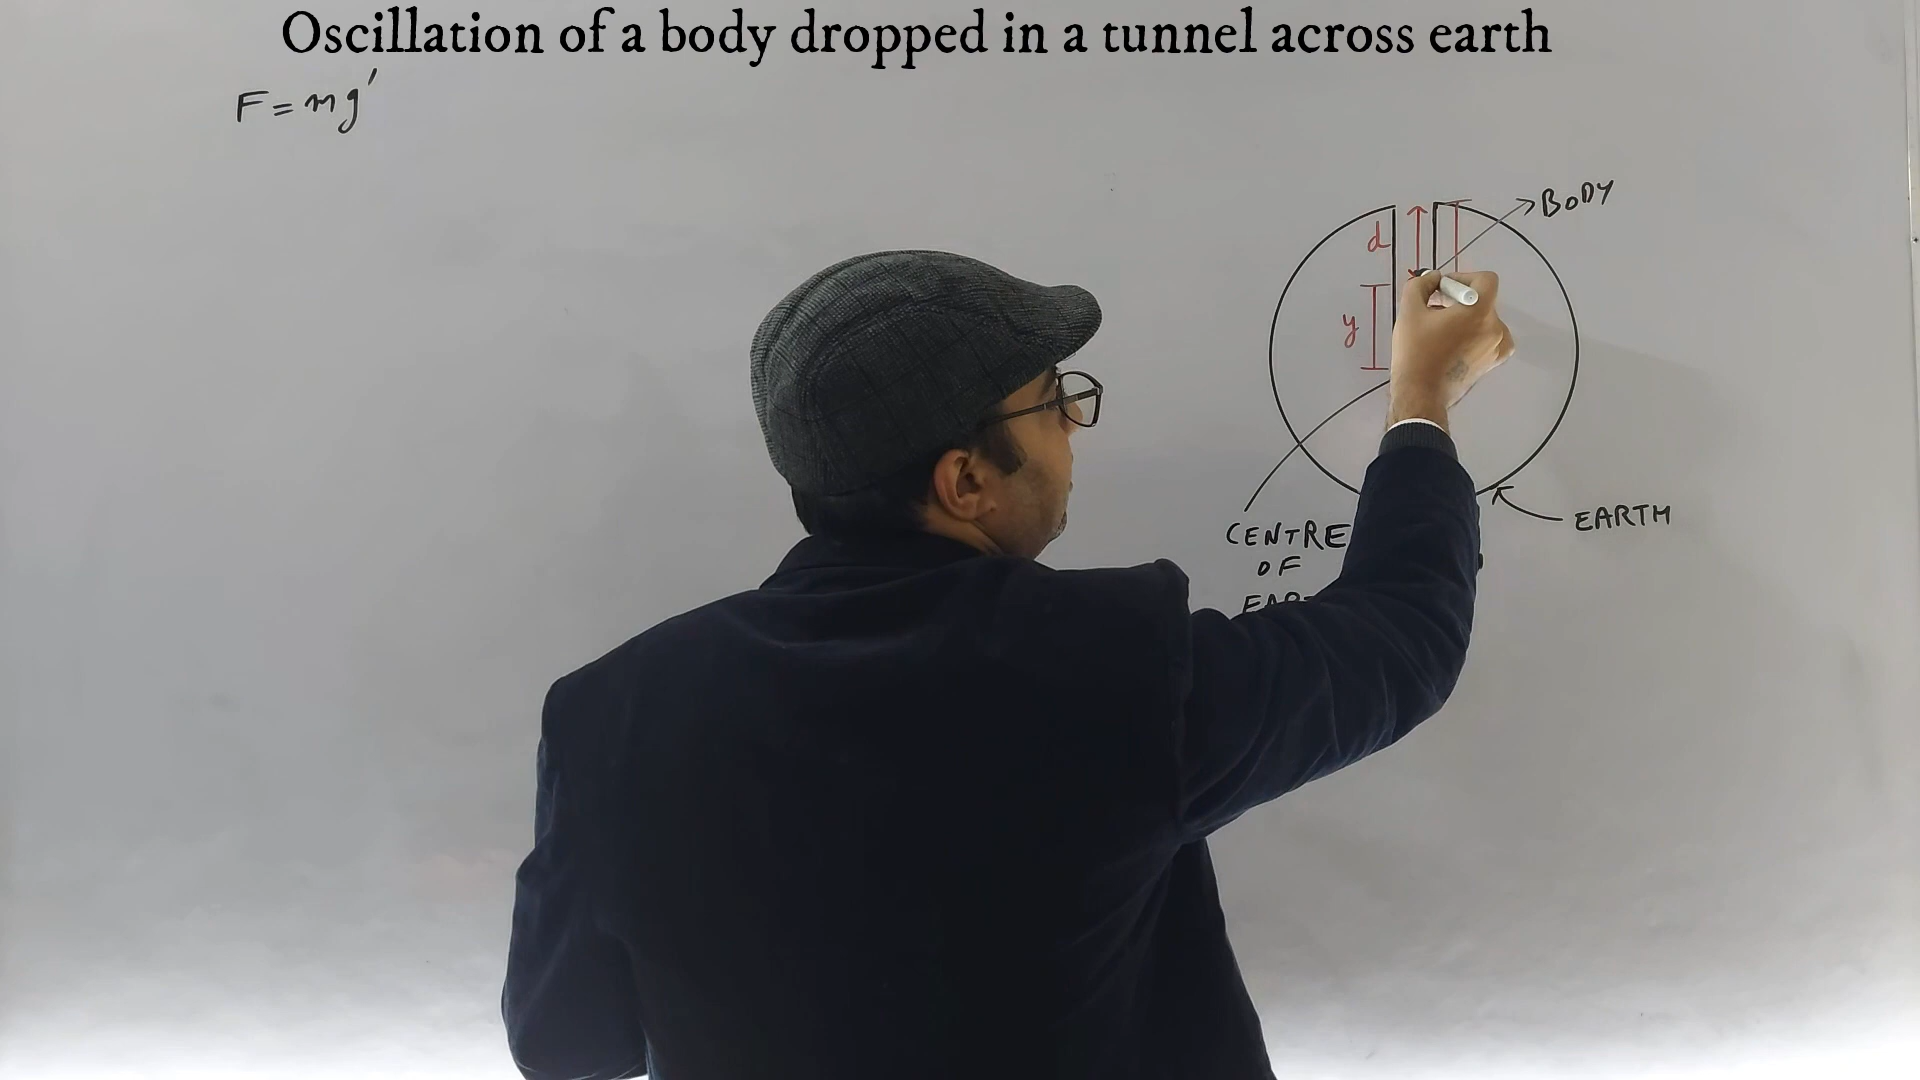 Oscillation of a body dropped in a tunnel across earth
F = mg'
BODY
d
y
EARTH
CENTRE
OF